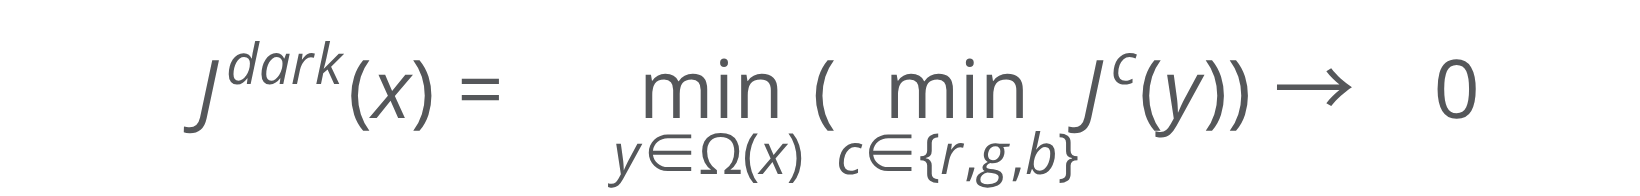 J^dark(x) = min_{y∈Ω(x)} ( min_{c∈{r,g,b}} J^c(y)) → 0